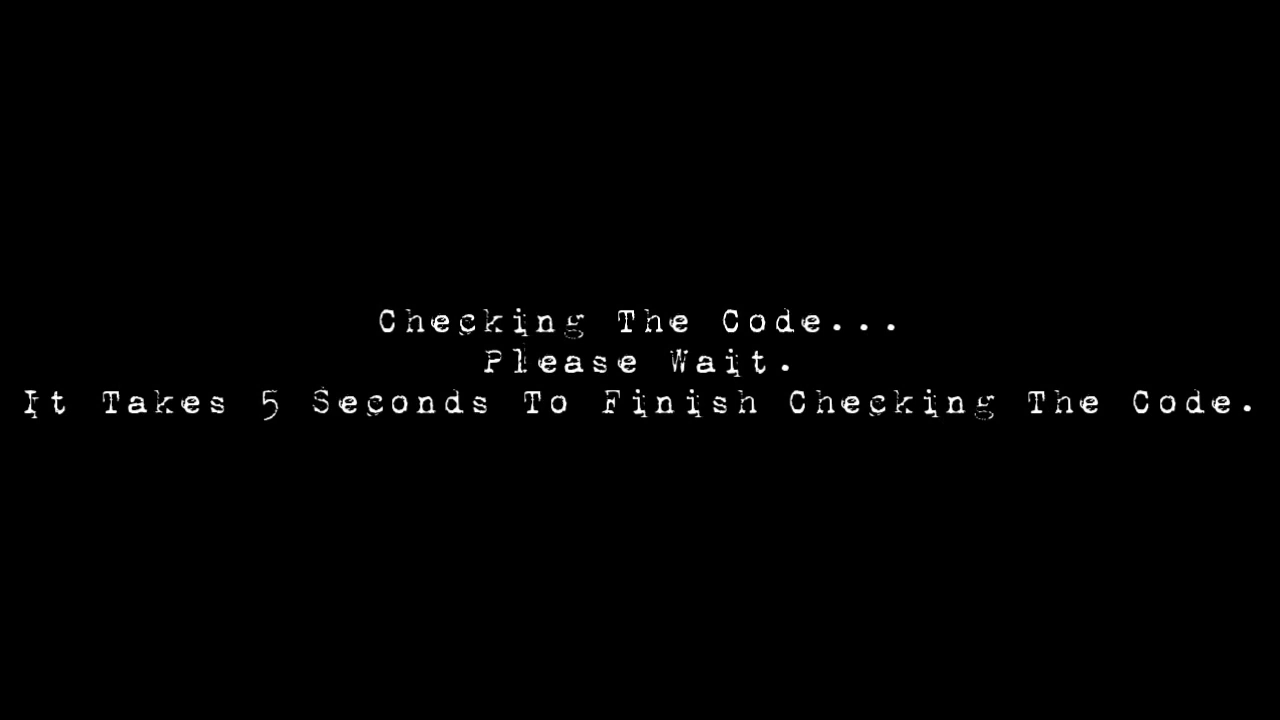 Checking The Code...
Please Wait.
It Takes 5 Seconds To Finish Checking The Code.